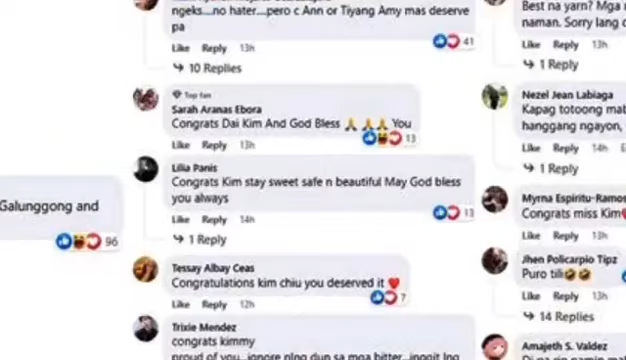 Galunggong and
96
ngeks...no hater...pero c Ann or Tiyang Amy mas deserve
pa
41
Like Reply 13h
10 Replies
Top fan
Sarah Aranas Ebora
Congrats Dai Kim And God Bless 🙏 🙏🙏 You
13
Like Reply 13h
Lilia Panis
Congrats Kim stay sweet safe n beautiful May God bless
you always
13
Like Reply 14h
1 Reply
Tessay Albay Ceas
Congratulations kim chiu you deserved it ❤️
7
Like Reply 12h
Trixie Mendez
congrats kimmy
proud of you...ignore nlng dun sa mga bitter...inggit lng
Best na yarn? Mga
naman. Sorry lang
Like Reply 13h
1 Reply
Nezel Jean Labiaga
Kapag totoong
hanggang ngayon,
Like Reply 14h
1 Reply
Myrna Espiritu-Ramos
Congrats miss Kim
Like Reply 13h
Jhen Policarpio Tipz
Puro tili🤣🤣
Like Reply 13h
14 Replies
Amajeth S. Valdez